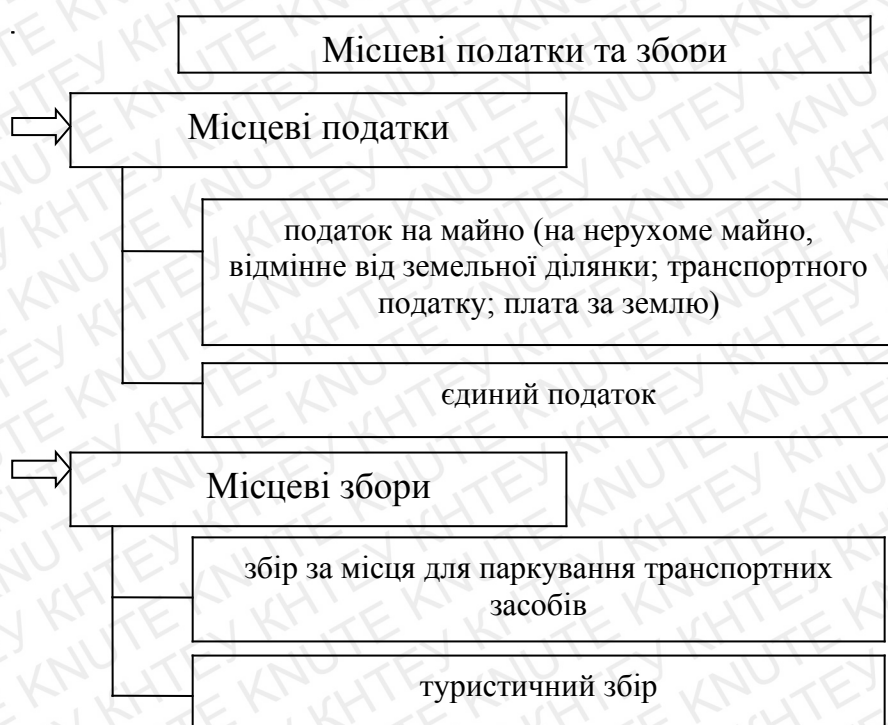 Місцеві податки та збори
Місцеві податки
податок на майно (на нерухоме майно,
відмінне від земельної ділянки; транспортного
податку; плата за землю)
єдиний податок
Місцеві збори
збір за місця для паркування транспортних
засобів
туристичний збір